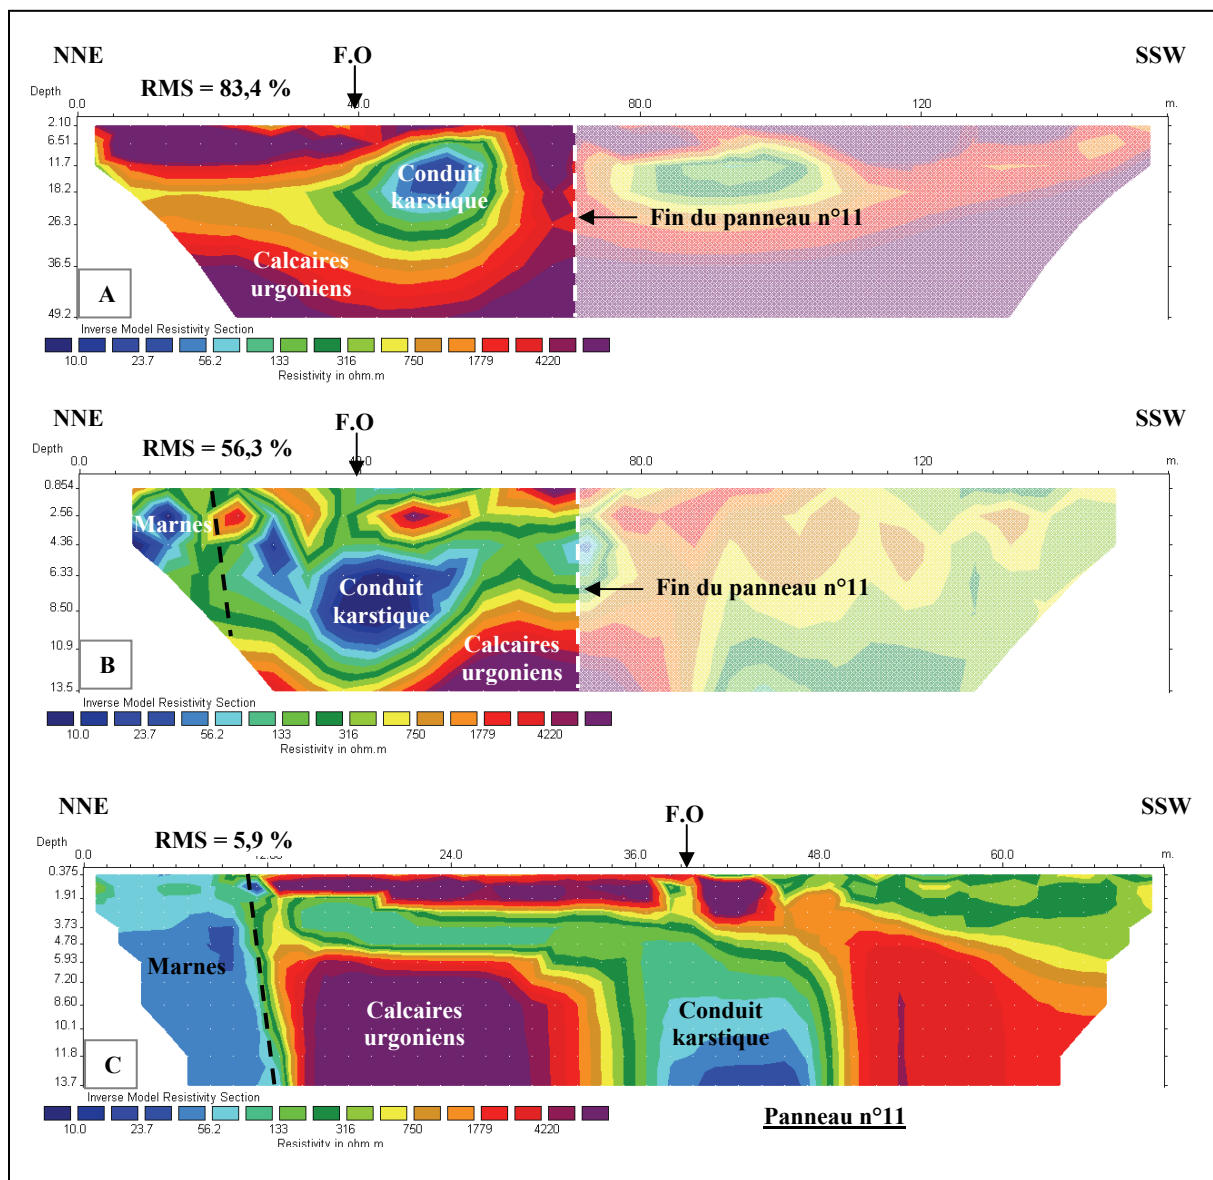 NNE F.O SSW
RMS = 83,4 %
Depth 0.0 40.0 80.0 120 m.
2.10
6.51
11.7
18.2
26.3
36.5
49.2
Conduit
karstique
Fin du panneau n°11
Calcaires
urgoniens
A
Inverse Model Resistivity Section
10.0 23.7 56.2 133 316 750 1779 4220
Resistivity in ohm.m
NNE F.O SSW
RMS = 56,3 %
Depth 0.0 40.0 80.0 120 m.
0.854
2.56
4.36
6.33
8.50
10.9
13.5
Marnes
Conduit
karstique
Fin du panneau n°11
Calcaires
urgoniens
B
Inverse Model Resistivity Section
10.0 23.7 56.2 133 316 750 1779 4220
Resistivity in ohm.m
NNE F.O SSW
RMS = 5,9 %
Depth 0.0 12.0 24.0 36.0 48.0 60.0 m.
0.375
1.91
3.73
4.78
5.93
7.20
8.60
10.1
11.8
13.7
Marnes
Calcaires
urgoniens
Conduit
karstique
C
Inverse Model Resistivity Section
10.0 23.7 56.2 133 316 750 1779 4220
Resistivity in ohm.m
Panneau n°11